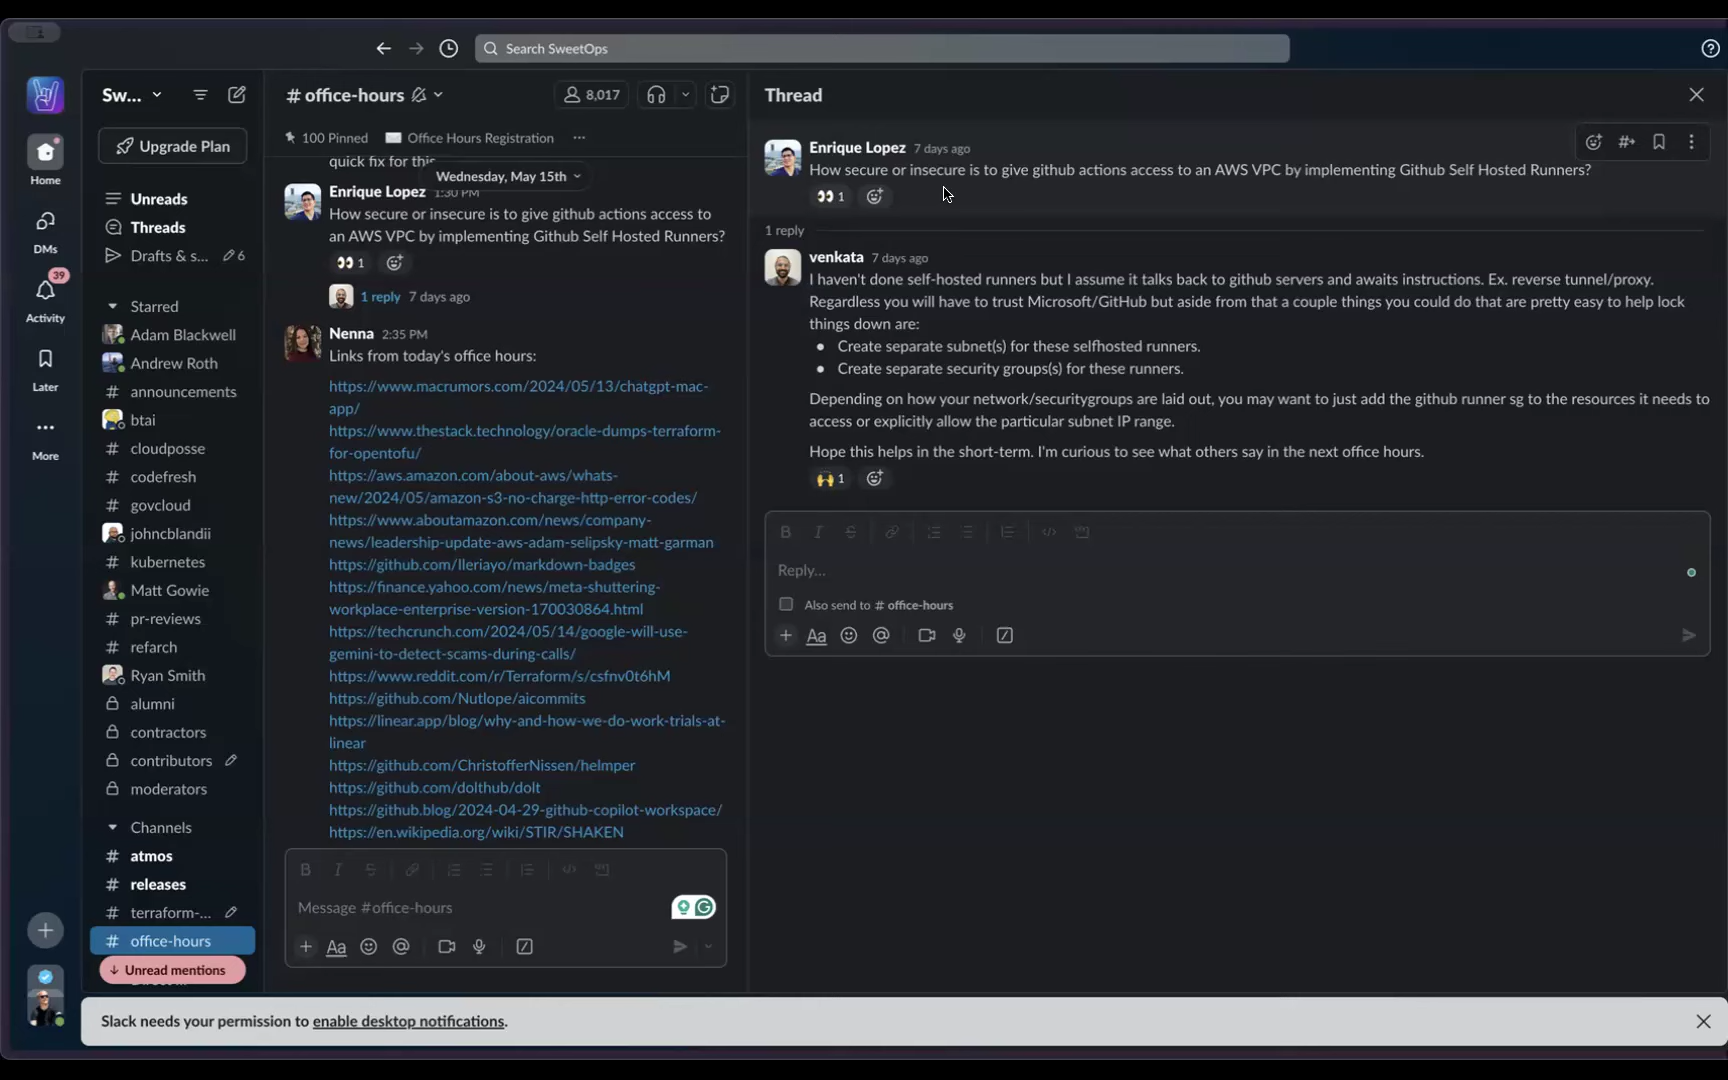 Search SweetOps
Sw...
Upgrade Plan
Home
DMs
39
Activity
Later
More
Unreads
Threads
Drafts & s... 6
Starred
Adam Blackwell
Andrew Roth
# announcements
btai
# cloudposse
# codefresh
# govcloud
johncblandii
# kubernetes
Matt Gowie
# pr-reviews
# refarch
Ryan Smith
alumni
contractors
contributors
moderators
Channels
# atmos
# releases
# terraform-...
# office-hours
↓ Unread mentions
# office-hours
8,017
100 Pinned Office Hours Registration ...
quick fix for this
Wednesday, May 15th
Enrique Lopez 1:30 PM
How secure or insecure is to give github actions access to
an AWS VPC by implementing Github Self Hosted Runners?
👀 1
1 reply 7 days ago
Nenna 2:35 PM
Links from today's office hours:
https://www.macrumors.com/2024/05/13/chatgpt-mac-
app/
https://www.thestack.technology/oracle-dumps-terraform-
for-opentofu/
https://aws.amazon.com/about-aws/whats-
new/2024/05/amazon-s3-no-charge-http-error-codes/
https://www.aboutamazon.com/news/company-
news/leadership-update-aws-adam-selipsky-matt-garman
https://github.com/Ileriayo/markdown-badges
https://finance.yahoo.com/news/meta-shuttering-
workplace-enterprise-version-170030864.html
https://techcrunch.com/2024/05/14/google-will-use-
gemini-to-detect-scams-during-calls/
https://www.reddit.com/r/Terraform/s/csfnv0t6hM
https://github.com/Nutlope/aicommits
https://linear.app/blog/why-and-how-we-do-work-trials-at-
linear
https://github.com/ChristofferNissen/helmper
https://github.com/dolthub/dolt
https://github.blog/2024-04-29-github-copilot-workspace/
https://en.wikipedia.org/wiki/STIR/SHAKEN
Message #office-hours
Aa
Thread
Enrique Lopez 7 days ago
How secure or insecure is to give github actions access to an AWS VPC by implementing Github Self Hosted Runners?
👀 1
1 reply
venkata 7 days ago
I haven't done self-hosted runners but I assume it talks back to github servers and awaits instructions. Ex. reverse tunnel/proxy.
Regardless you will have to trust Microsoft/GitHub but aside from that a couple things you could do that are pretty easy to help lock
things down are:
• Create separate subnet(s) for these selfhosted runners.
• Create separate security groups(s) for these runners.
Depending on how your network/securitygroups are laid out, you may want to just add the github runner sg to the resources it needs to
access or explicitly allow the particular subnet IP range.
Hope this helps in the short-term. I'm curious to see what others say in the next office hours.
🙌 1
B I S
Reply...
Also send to # office-hours
Aa
Slack needs your permission to enable desktop notifications.